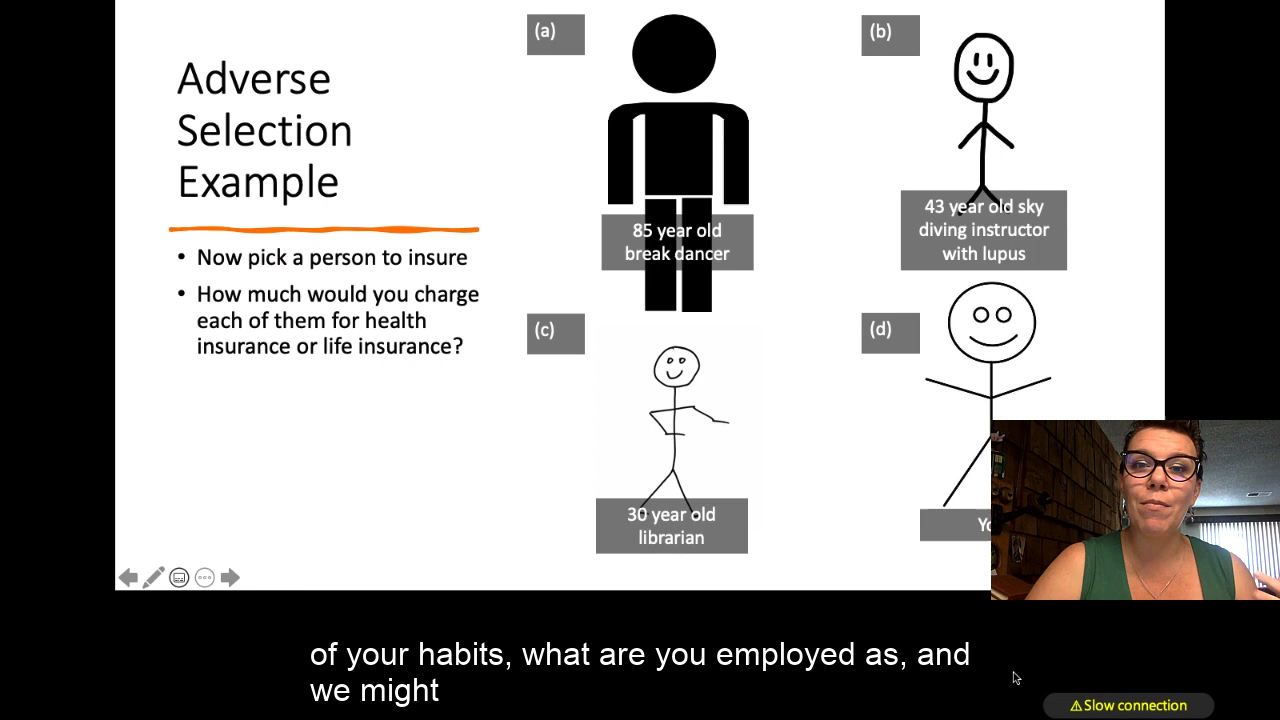 Adverse
Selection
Example
• Now pick a person to insure
• How much would you charge
each of them for health
insurance or life insurance?
(a)
85 year old
break dancer
(b)
43 year old sky
diving instructor
with lupus
(c)
30 year old
librarian
(d)
of your habits, what are you employed as, and
we might
⚠Slow connection